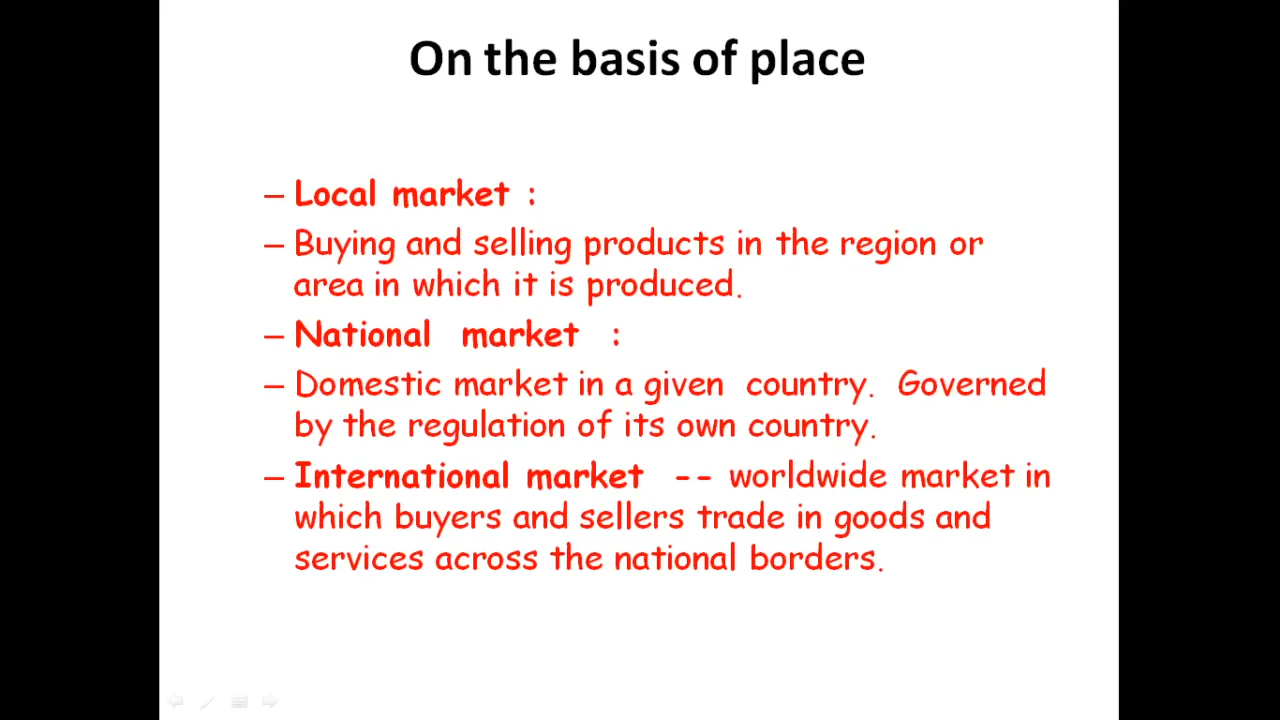 On the basis of place
– Local market :
– Buying and selling products in the region or
area in which it is produced.
– National market :
– Domestic market in a given country. Governed
by the regulation of its own country.
– International market -- worldwide market in
which buyers and sellers trade in goods and
services across the national borders.